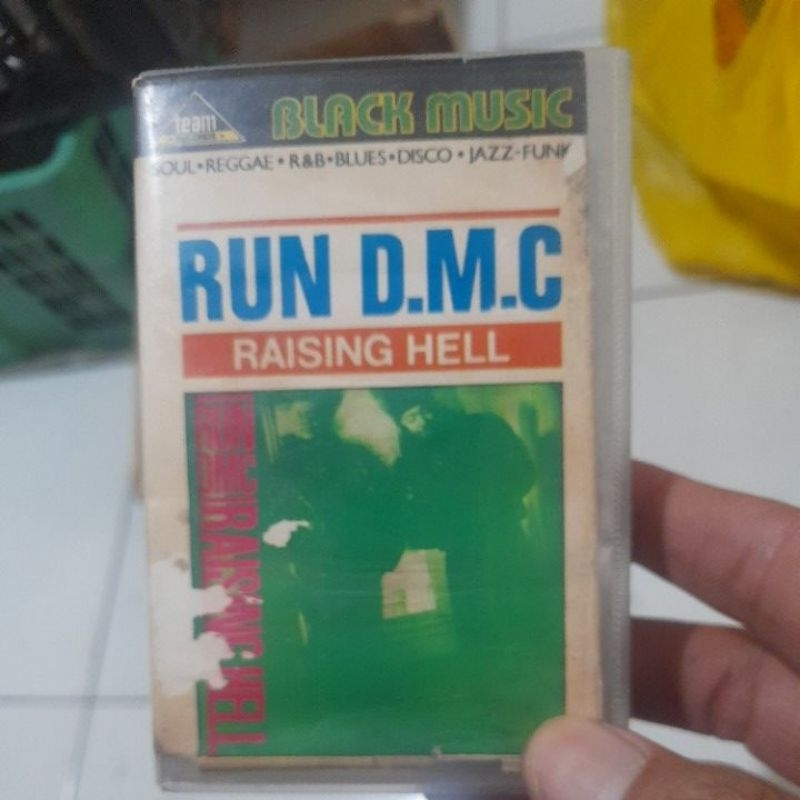 team
BLACK MUSIC
SOUL•REGGAE•R&B•BLUES•DISCO•JAZZ-FUNK
RUN D.M.C
RAISING HELL
RAISING HELL